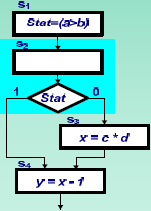 S1
Stat=(a>b)
S2
1 Stat 0
S3
x = c * d
S4
y = x - 1